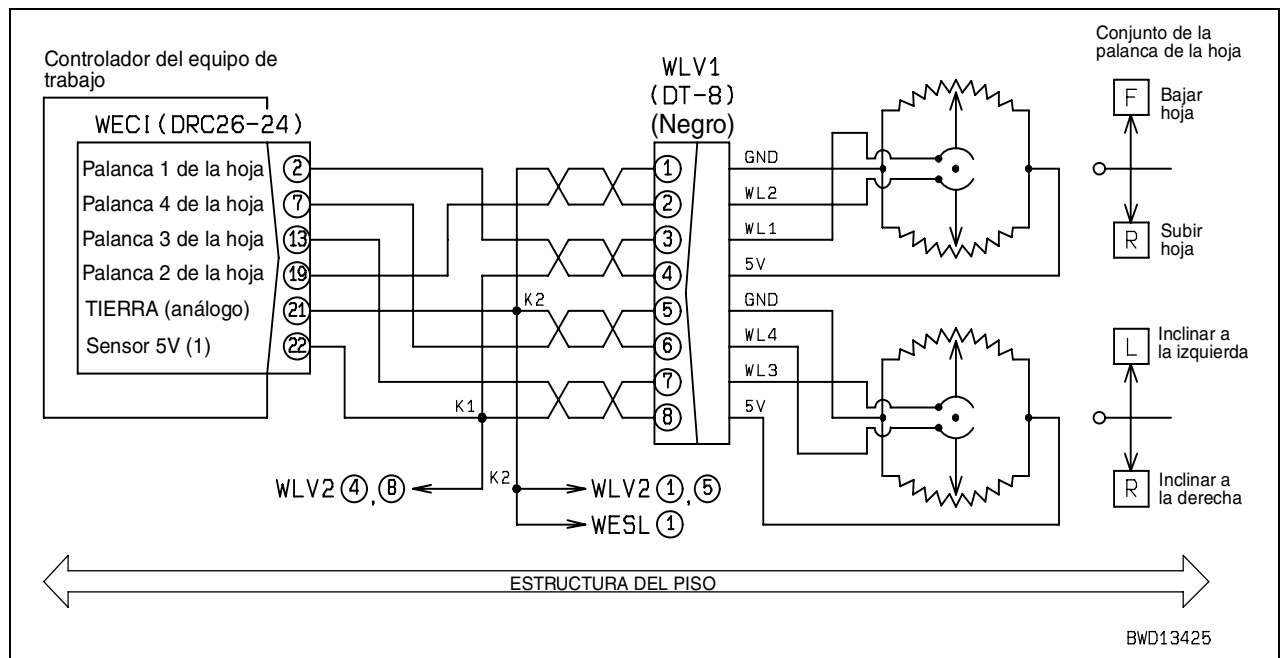 Controlador del equipo de
trabajo
WECI(DRC26-24)
Palanca 1 de la hoja 2
Palanca 4 de la hoja 7
Palanca 3 de la hoja 13
Palanca 2 de la hoja 19
TIERRA (análogo) 21
Sensor 5V (1) 22
K2
K1
K2
WLV2 4,8
WLV2 1,5
WESL 1
WLV1
(DT-8)
(Negro)
1 GND
2 WL2
3 WL1
4 5V
5 GND
6 WL4
7 WL3
8 5V
Conjunto de la
palanca de la hoja
F Bajar
hoja
R Subir
hoja
L Inclinar a
la izquierda
R Inclinar a
la derecha
ESTRUCTURA DEL PISO
BWD13425